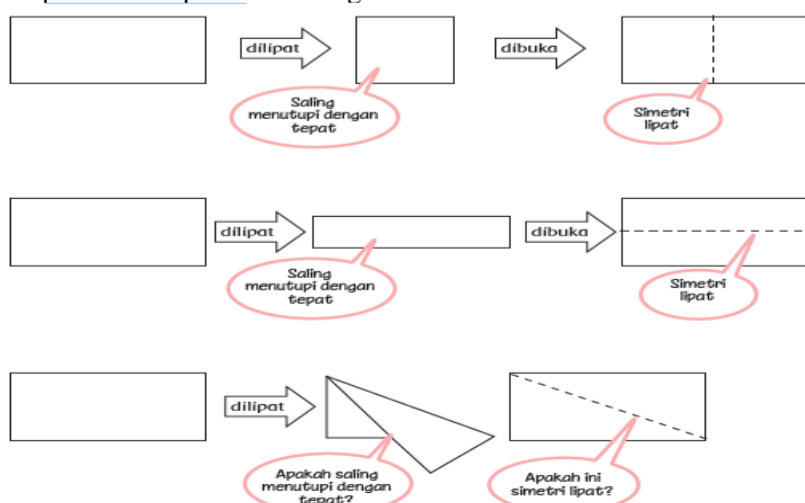 dilipat
dibuka
Saling
menutupi dengan
tepat
Simetri
lipat
dilipat
dibuka
Saling
menutupi dengan
tepat
Simetri
lipat
dilipat
Apakah saling
menutupi dengan
tepat?
Apakah ini
simetri lipat?